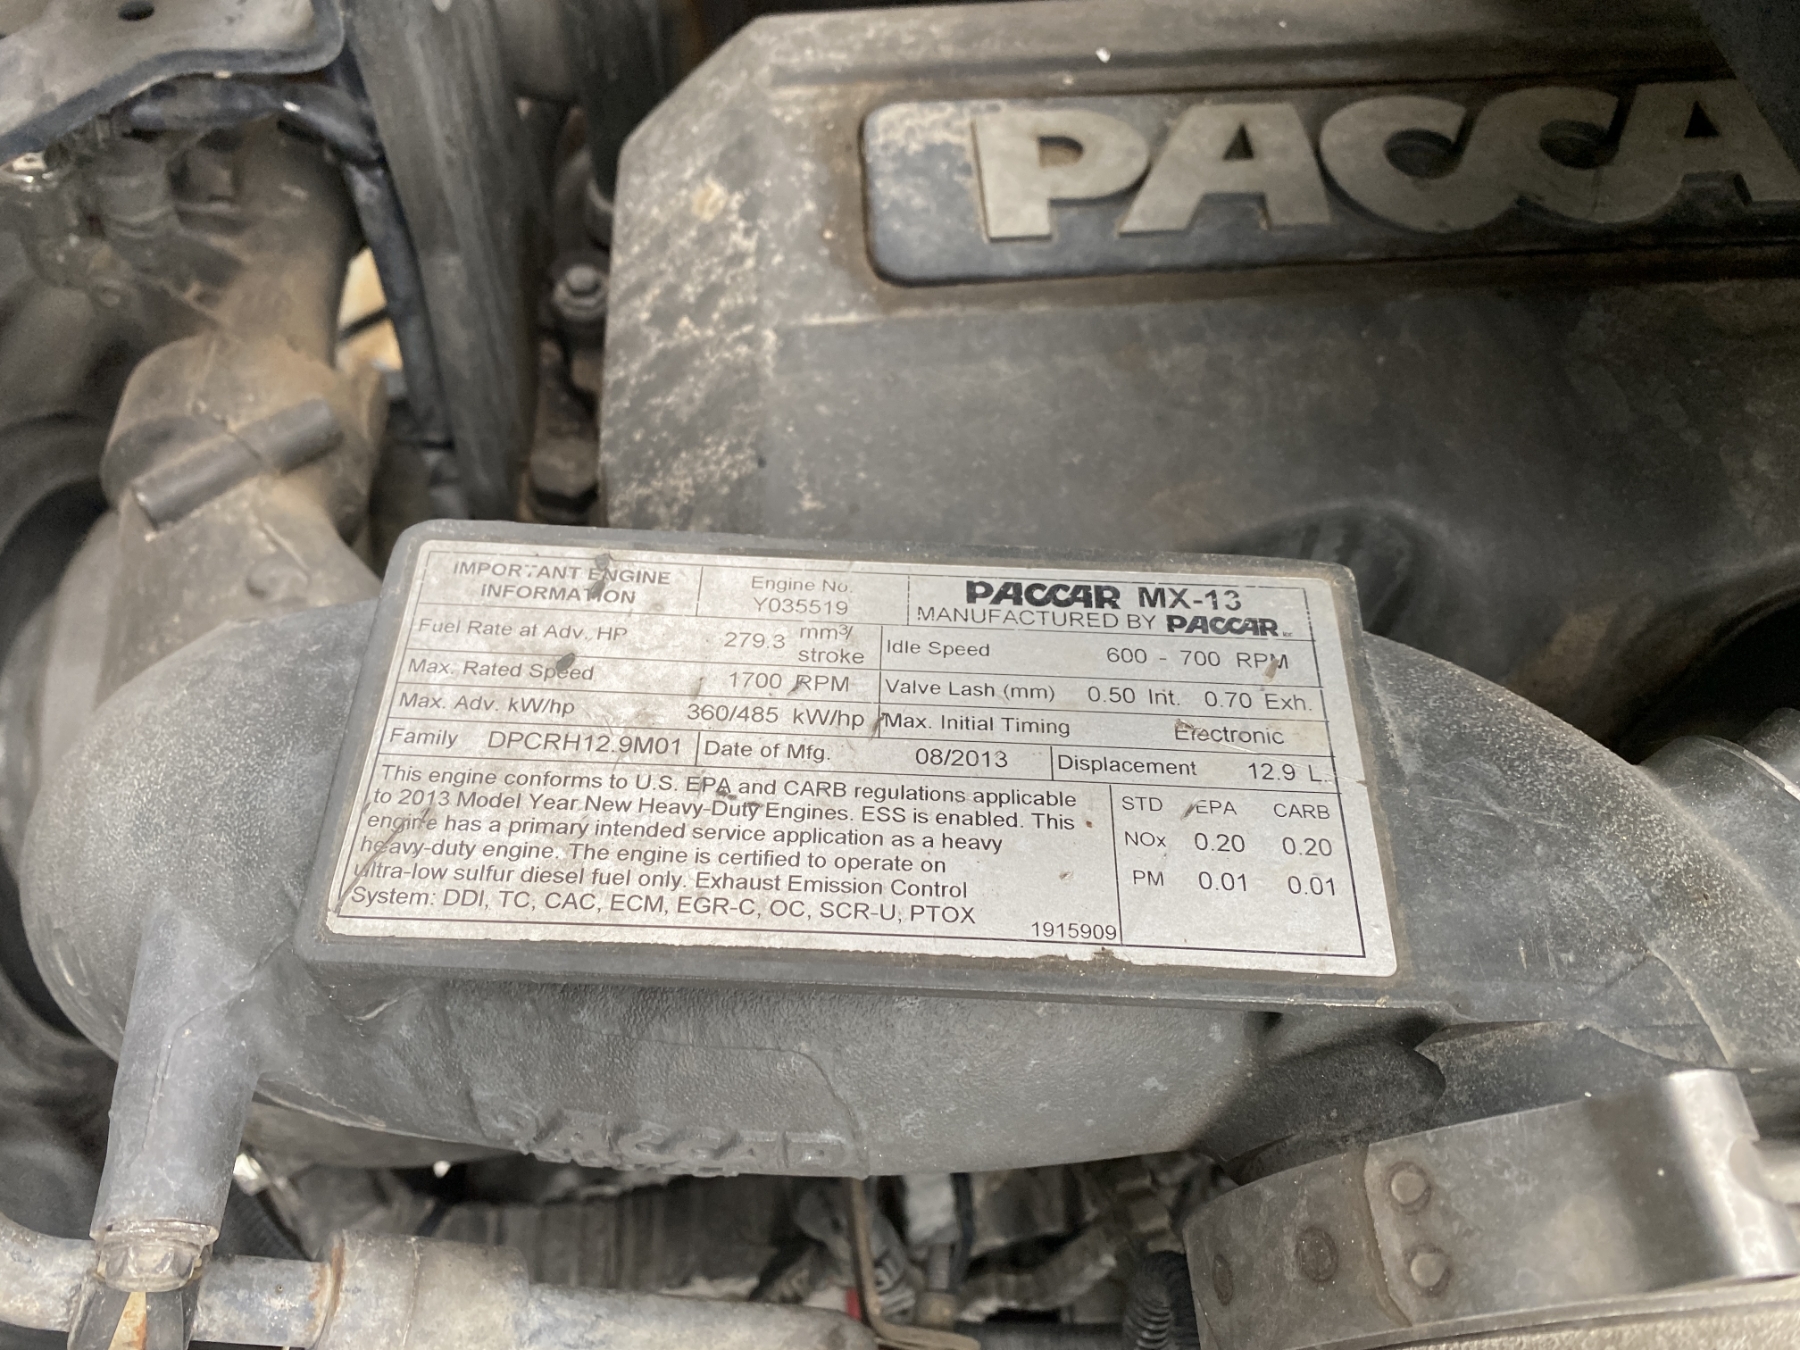 PACCA
IMPORTANT ENGINE
INFORMATION
Engine No.
Y035519
PACCAR MX-13
MANUFACTURED BY PACCAR
Fuel Rate at Adv. HP 279.3 mm³/
stroke
Idle Speed 600 - 700 RPM
Max. Rated Speed 1700 RPM
Valve Lash (mm) 0.50 Int. 0.70 Exh.
Max. Adv. kW/hp 360/485 kW/hp
Max. Initial Timing Electronic
Family DPCRH12.9M01
Date of Mfg. 08/2013
Displacement 12.9 L.
This engine conforms to U.S. EPA and CARB regulations applicable
to 2013 Model Year New Heavy-Duty Engines. ESS is enabled. This
engine has a primary intended service application as a heavy
heavy-duty engine. The engine is certified to operate on
ultra-low sulfur diesel fuel only. Exhaust Emission Control
System: DDI, TC, CAC, ECM, EGR-C, OC, SCR-U, PTOX
1915909
STD EPA CARB
NOx 0.20 0.20
PM 0.01 0.01
PACCAR